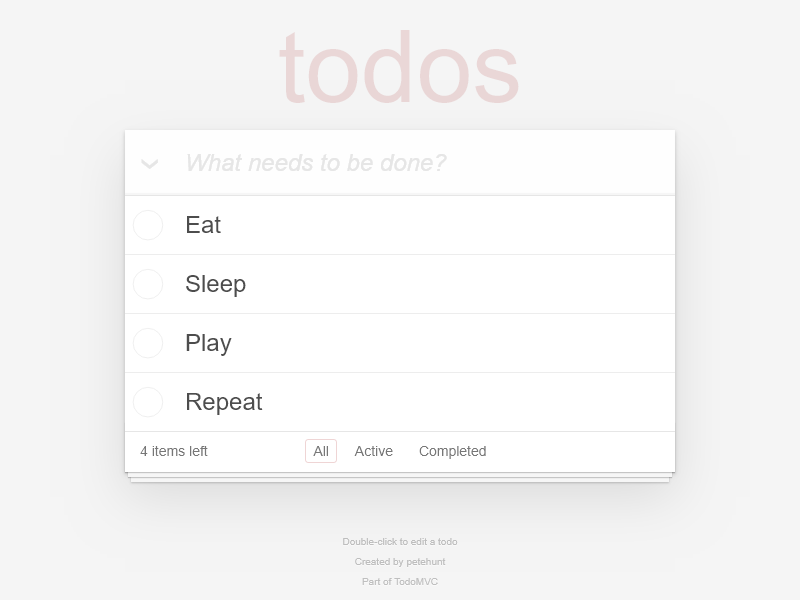 todos
What needs to be done?
Eat
Sleep
Play
Repeat
4 items left All Active Completed
Double-click to edit a todo
Created by petehunt
Part of TodoMVC